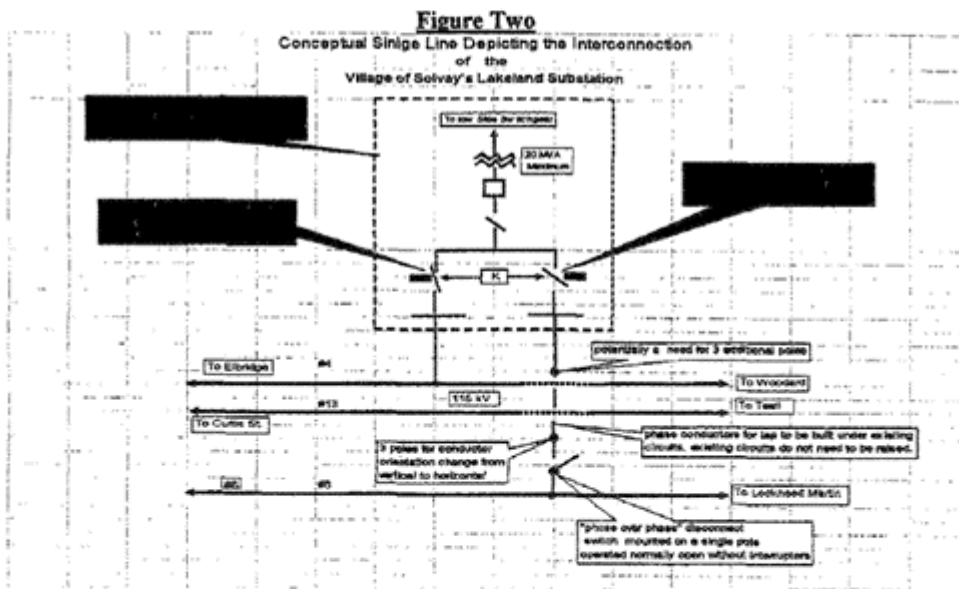 Figure Two
Conceptual Sinlge Line Depicting the Interconnection
of the
Village of Solvay's Lakeland Substation
To low Side
20 MVA
Maximum
K
potentially a need for 3 additional poles
To Elbridge
#4
115 kV
To Woodard
#13
To Teall
To Curtis St.
phase conductors for tap to be built under existing
circuits. existing circuits do not need to be raised.
3 poles for conductor
orientation change from
vertical to horizontal
#5
To Lockheed Martin
"phase over phase" disconnect
switch mounted on a single pole
operated normally open without interrupters